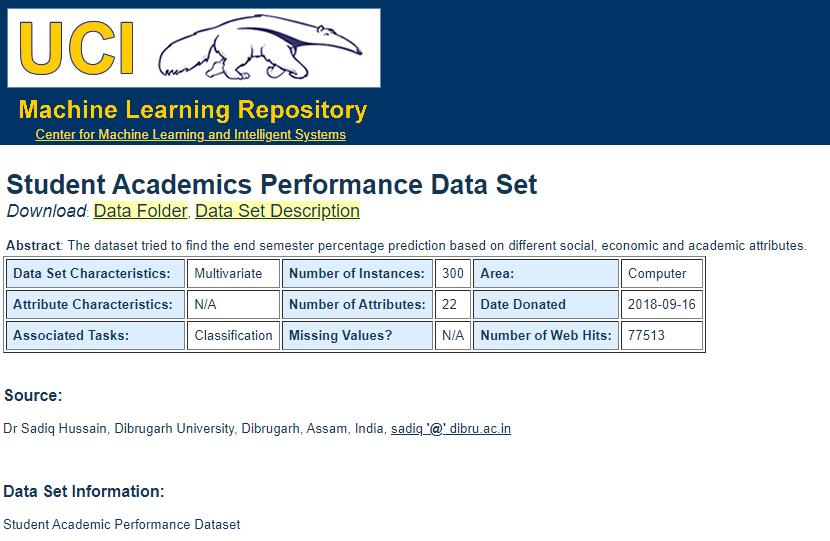 UCI
Machine Learning Repository
Center for Machine Learning and Intelligent Systems
Student Academics Performance Data Set
Download: Data Folder, Data Set Description
Abstract: The dataset tried to find the end semester percentage prediction based on different social, economic and academic attributes.
Data Set Characteristics: Multivariate Number of Instances: 300 Area: Computer
Attribute Characteristics: N/A Number of Attributes: 22 Date Donated 2018-09-16
Associated Tasks: Classification Missing Values? N/A Number of Web Hits: 77513
Source:
Dr Sadiq Hussain, Dibrugarh University, Dibrugarh, Assam, India, sadiq '@' dibru.ac.in
Data Set Information:
Student Academic Performance Dataset